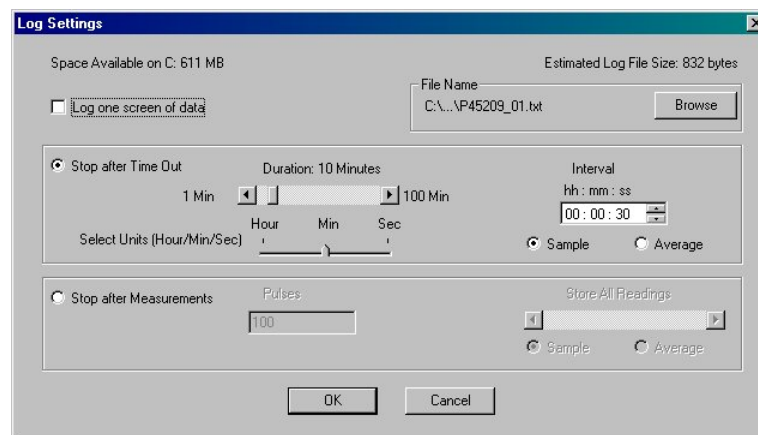 Log Settings
Space Available on C: 611 MB
Estimated Log File Size: 832 bytes
Log one screen of data
File Name
C:\...\P45209_01.txt
Browse
Stop after Time Out
Duration: 10 Minutes
1 Min
100 Min
Select Units (Hour/Min/Sec)
Hour Min Sec
Interval
hh : mm : ss
00 : 00 : 30
Sample Average
Stop after Measurements
Pulses
100
Store All Readings
Sample Average
OK Cancel